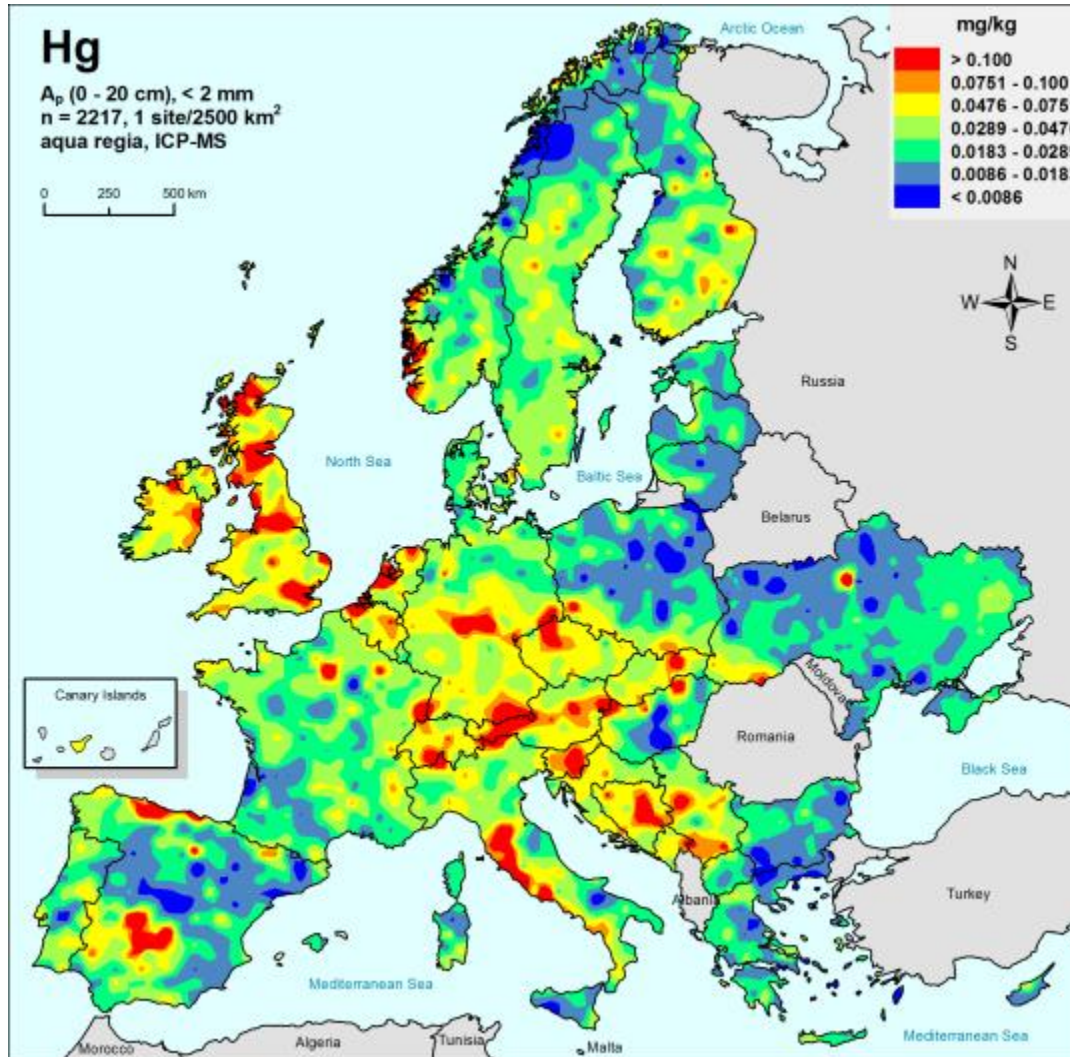 Hg
Aₚ (0 - 20 cm), < 2 mm
n = 2217, 1 site/2500 km²
aqua regia, ICP-MS
0 250 500 km
mg/kg
> 0.100
0.0751 - 0.100
0.0476 - 0.075
0.0289 - 0.0476
0.0183 - 0.0289
0.0086 - 0.018
< 0.0086
Arctic Ocean
N
W E
S
Russia
North Sea
Baltic Sea
Belarus
Canary Islands
Moldova
Romania
Black Sea
Albania
Turkey
Mediterranean Sea
Mediterranean Sea
Morocco
Algeria
Tunisia
Malta